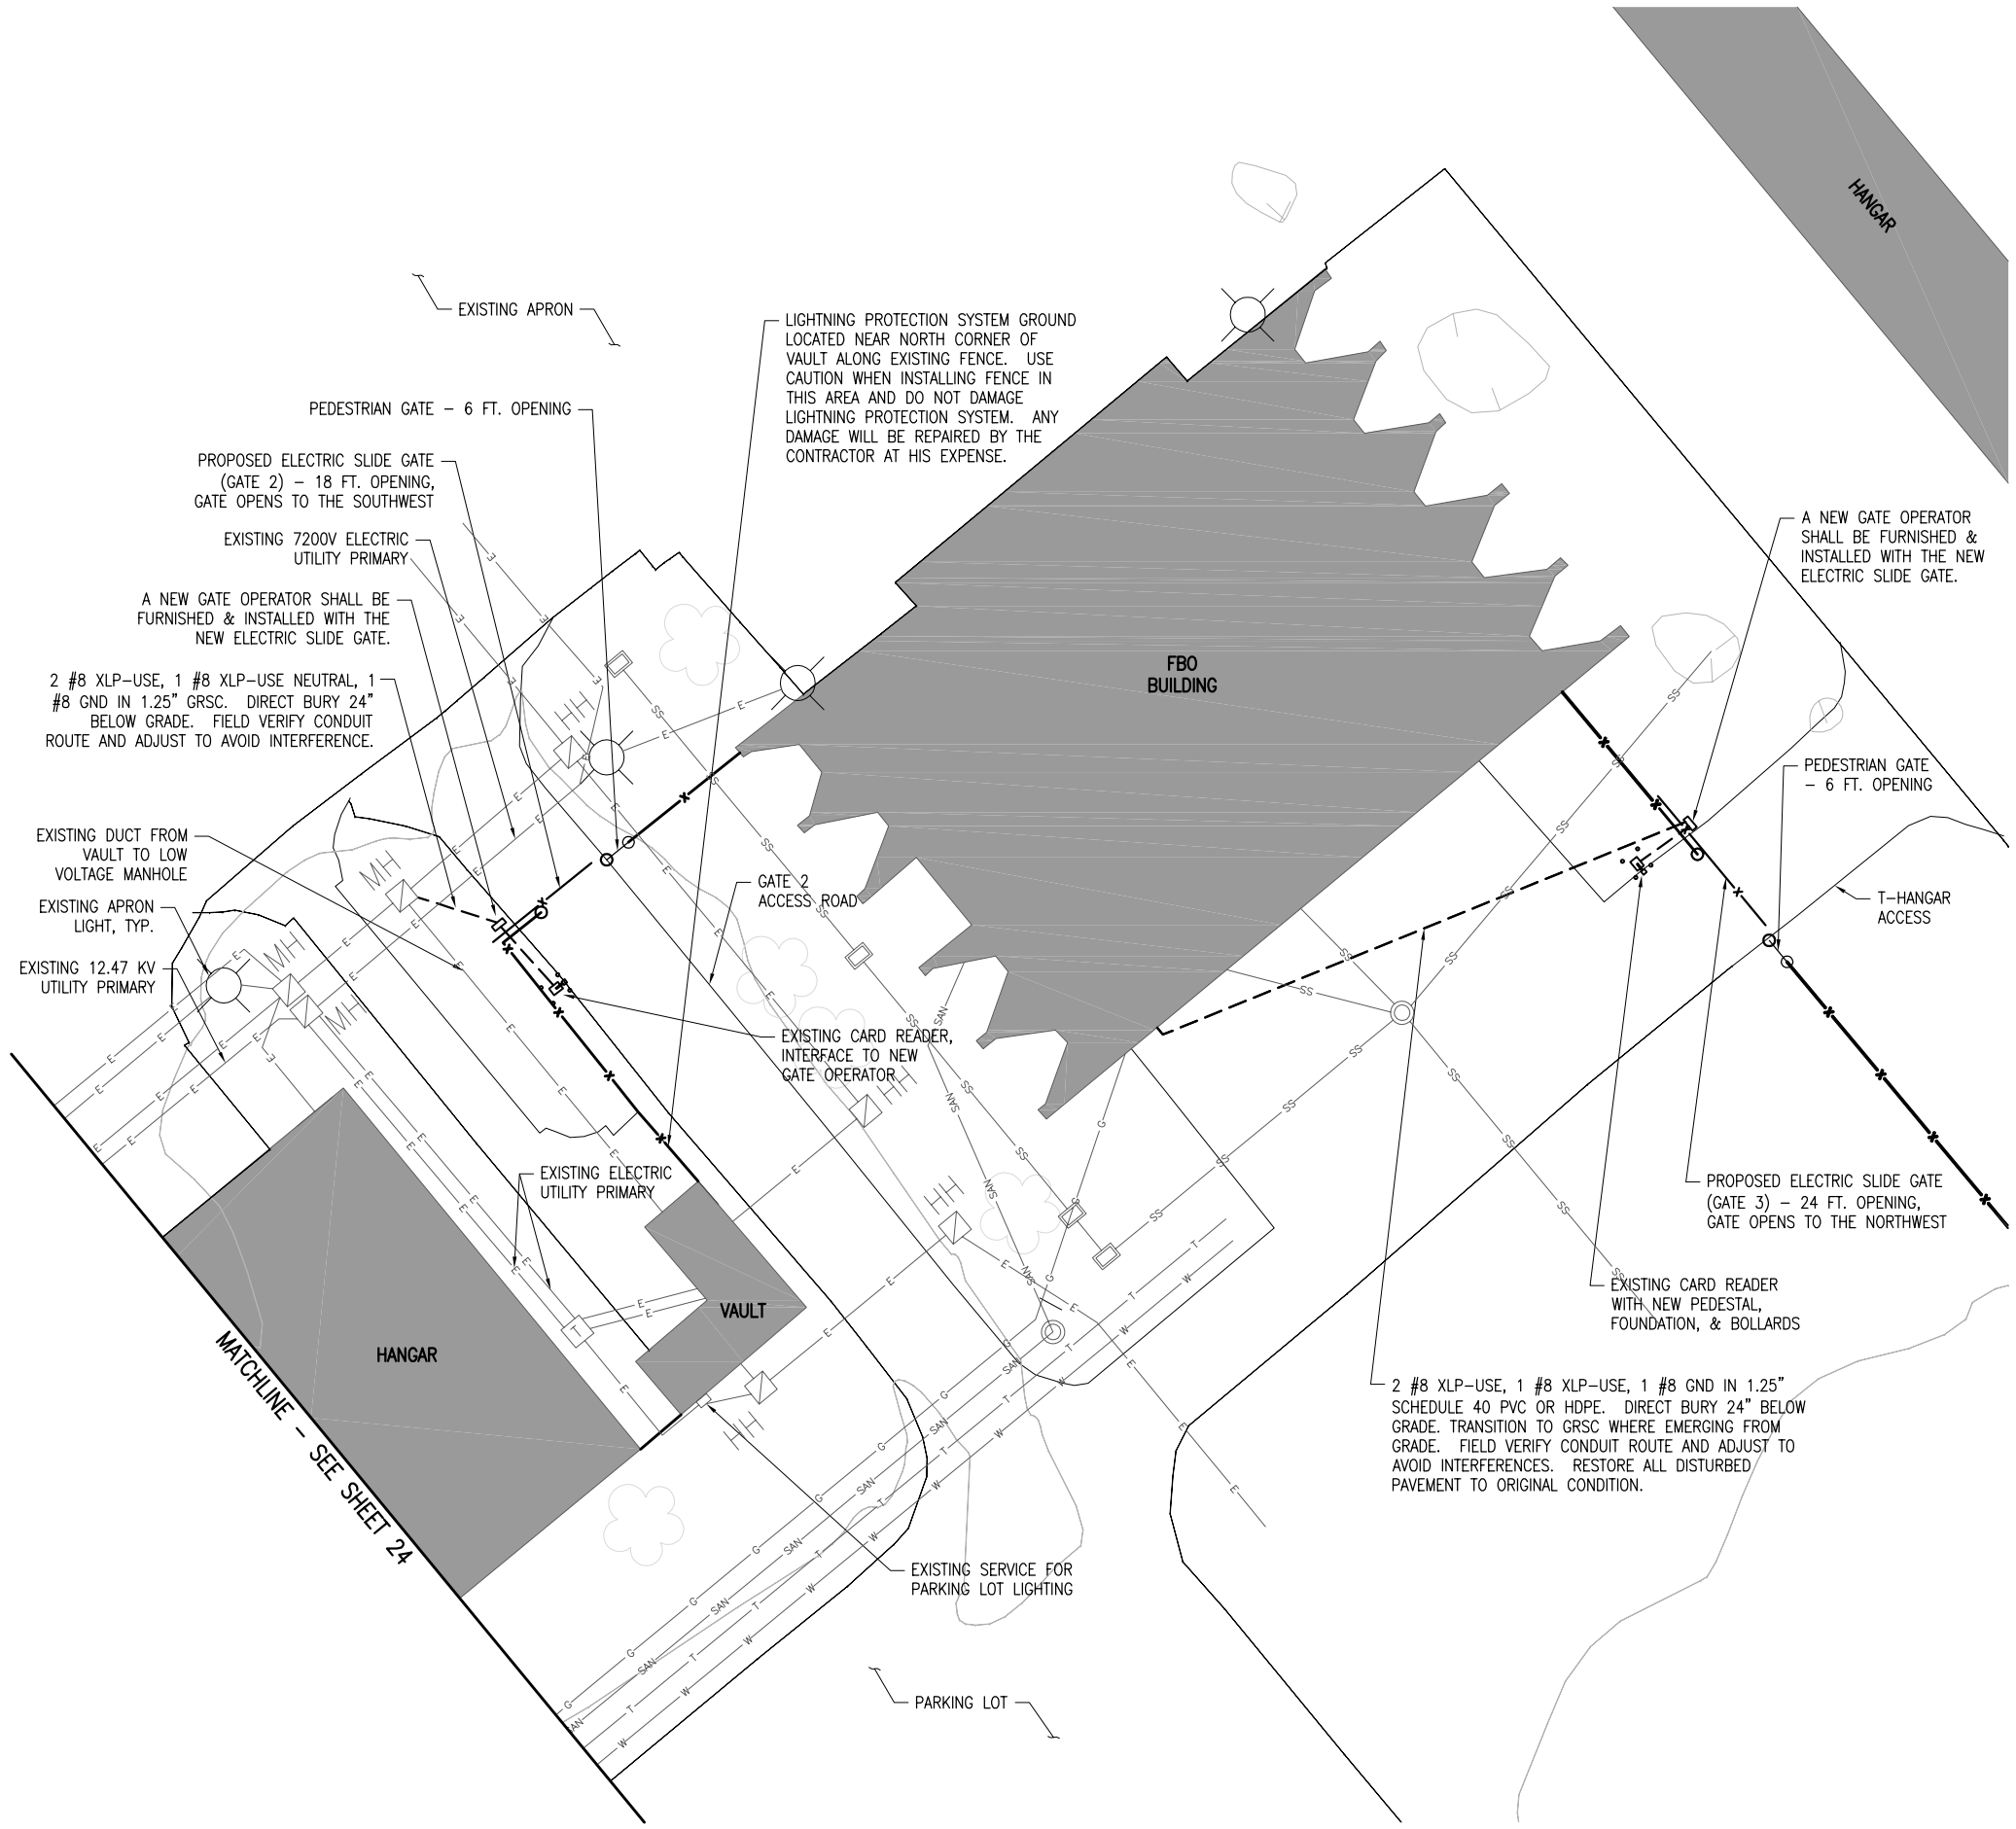 HANGAR
EXISTING APRON
LIGHTNING PROTECTION SYSTEM GROUND
LOCATED NEAR NORTH CORNER OF
VAULT ALONG EXISTING FENCE. USE
CAUTION WHEN INSTALLING FENCE IN
THIS AREA AND DO NOT DAMAGE
LIGHTNING PROTECTION SYSTEM. ANY
DAMAGE WILL BE REPAIRED BY THE
CONTRACTOR AT HIS EXPENSE.
PEDESTRIAN GATE - 6 FT. OPENING
PROPOSED ELECTRIC SLIDE GATE
(GATE 2) - 18 FT. OPENING,
GATE OPENS TO THE SOUTHWEST
EXISTING 7200V ELECTRIC
UTILITY PRIMARY
A NEW GATE OPERATOR SHALL BE
FURNISHED & INSTALLED WITH THE
NEW ELECTRIC SLIDE GATE.
2 #8 XLP-USE, 1 #8 XLP-USE NEUTRAL, 1
#8 GND IN 1.25" GRSC. DIRECT BURY 24"
BELOW GRADE. FIELD VERIFY CONDUIT
ROUTE AND ADJUST TO AVOID INTERFERENCE.
EXISTING DUCT FROM
VAULT TO LOW
VOLTAGE MANHOLE
EXISTING APRON
LIGHT, TYP.
EXISTING 12.47 KV
UTILITY PRIMARY
A NEW GATE OPERATOR
SHALL BE FURNISHED &
INSTALLED WITH THE NEW
ELECTRIC SLIDE GATE.
FBO
BUILDING
PEDESTRIAN GATE
- 6 FT. OPENING
T-HANGAR
ACCESS
GATE 2
ACCESS ROAD
EXISTING CARD READER,
INTERFACE TO NEW
GATE OPERATOR
HH
MH
MH
MH
HH
HH
HH
EXISTING ELECTRIC
UTILITY PRIMARY
PROPOSED ELECTRIC SLIDE GATE
(GATE 3) - 24 FT. OPENING,
GATE OPENS TO THE NORTHWEST
EXISTING CARD READER
WITH NEW PEDESTAL,
FOUNDATION, & BOLLARDS
VAULT
HANGAR
T
MATCHLINE - SEE SHEET 24
2 #8 XLP-USE, 1 #8 XLP-USE, 1 #8 GND IN 1.25"
SCHEDULE 40 PVC OR HDPE. DIRECT BURY 24" BELOW
GRADE. TRANSITION TO GRSC WHERE EMERGING FROM
GRADE. FIELD VERIFY CONDUIT ROUTE AND ADJUST TO
AVOID INTERFERENCES. RESTORE ALL DISTURBED
PAVEMENT TO ORIGINAL CONDITION.
EXISTING SERVICE FOR
PARKING LOT LIGHTING
PARKING LOT
E
SS
SAN
G
T
W